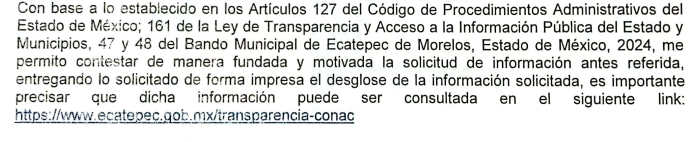 Con base a lo establecido en los Artículos 127 del Código de Procedimientos Administrativos del
Estado de México; 161 de la Ley de Transparencia y Acceso a la Información Pública del Estado y
Municipios, 47 y 48 del Bando Municipal de Ecatepec de Morelos, Estado de México, 2024, me
permito contestar de manera fundada y motivada la solicitud de información antes referida,
entregando lo solicitado de forma impresa el desglose de la información solicitada, es importante
precisar que dicha información puede ser consultada en el siguiente link:
https://www.ecatepec.gob.mx/transparencia-conac